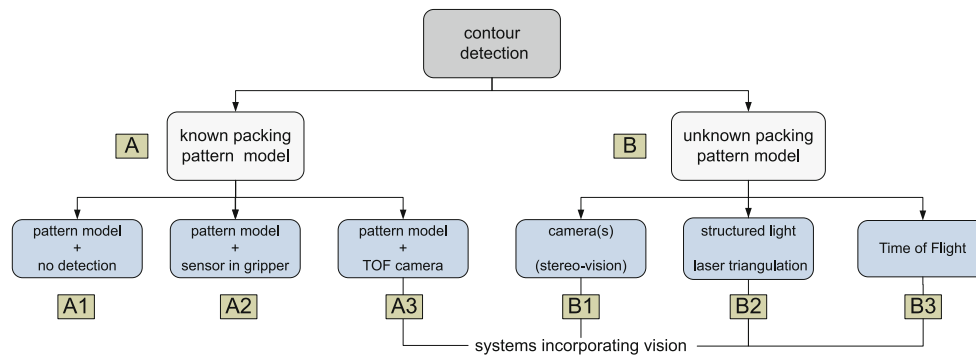 contour
detection
A
known packing
pattern model
B
unknown packing
pattern model
pattern model
+
no detection
pattern model
+
sensor in gripper
pattern model
+
TOF camera
camera(s)
(stereo-vision)
structured light
laser triangulation
Time of Flight
A1
A2
A3
B1
B2
B3
systems incorporating vision